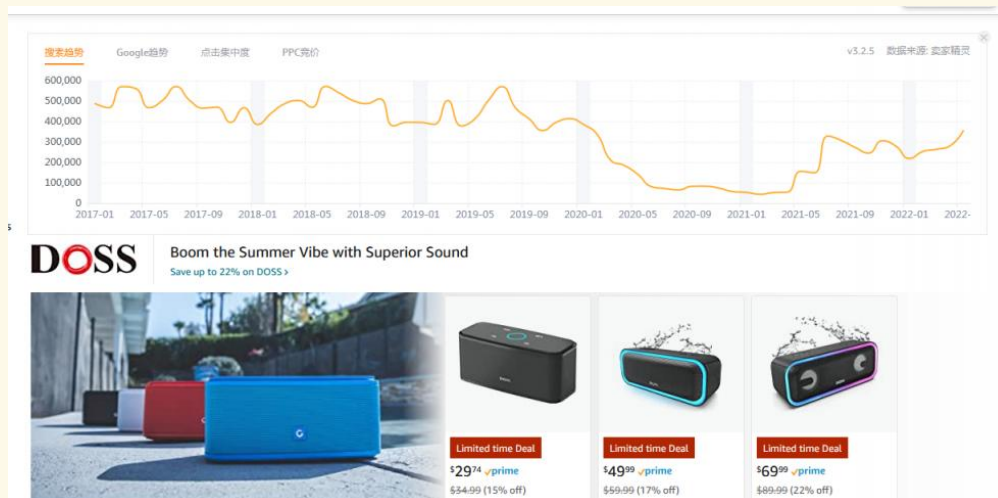 搜索趋势 Google趋势 点击集中度 PPC竞价 v3.2.5 数据来源: 卖家精灵
600,000
500,000
400,000
300,000
200,000
100,000
0
2017-01 2017-05 2017-09 2018-01 2018-05 2018-09 2019-01 2019-05 2019-09 2020-01 2020-05 2020-09 2021-01 2021-05 2021-09 2022-01 2022-
s
DOSS
Boom the Summer Vibe with Superior Sound
Save up to 22% on DOSS ›
Limited time Deal Limited time Deal Limited time Deal
$29⁷⁴ prime $49⁹⁹ prime $69⁹⁹ prime
$34.99 (15% off) $59.99 (17% off) $89.99 (22% off)